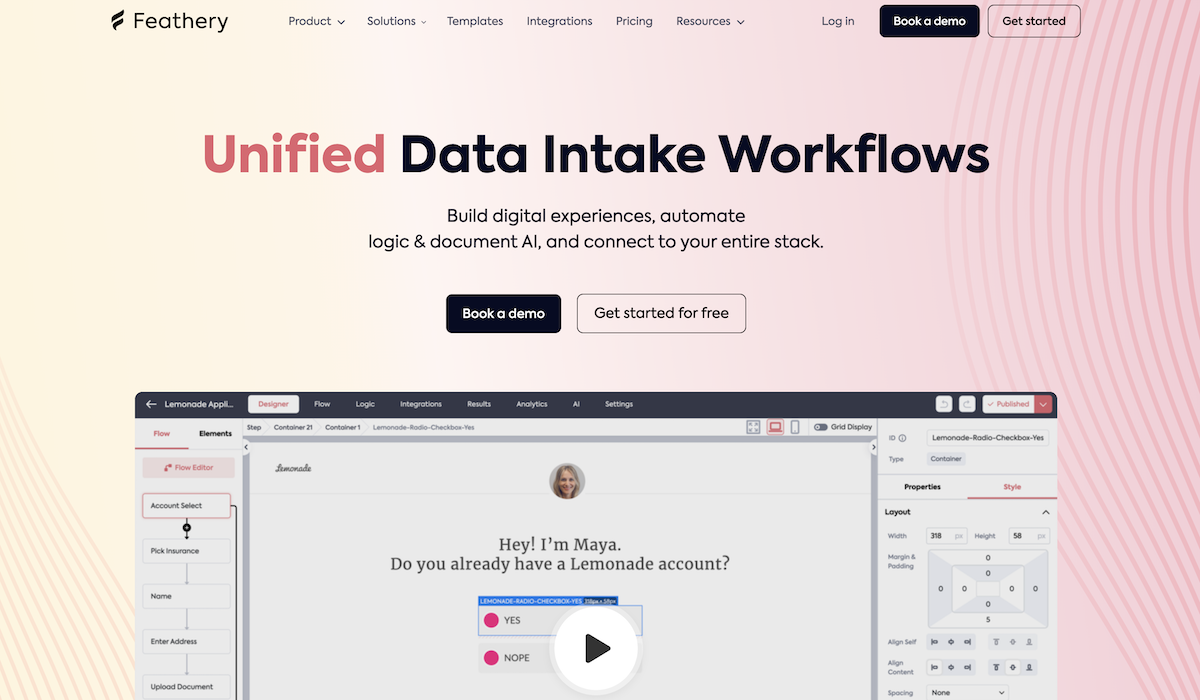 Feathery
Product
Solutions
Templates
Integrations
Pricing
Resources
Log in
Book a demo
Get started
Unified Data Intake Workflows
Build digital experiences, automate
logic & document AI, and connect to your entire stack.
Book a demo
Get started for free
Lemonade Appli...
Designer
Flow
Logic
Integrations
Results
Analytics
AI
Settings
Published
Flow
Elements
Step
Container 21
Container 1
Lemonade-Radio-Checkbox-Yes
Grid Display
Flow Editor
Account Select
Pick Insurance
Name
Enter Address
Upload Document
Lemonade
Hey! I'm Maya.
Do you already have a Lemonade account?
LEMONADE-RADIO-CHECKBOX-YES 318px × 58px
YES
NOPE
ID
Lemonade-Radio-Checkbox-Yes
Type
Container
Properties
Style
Layout
Width
318 px
Height
58 px
Margin &
Padding
0
0
0 0 0 0
0
5
Align Self
Align
Content
Spacing
None